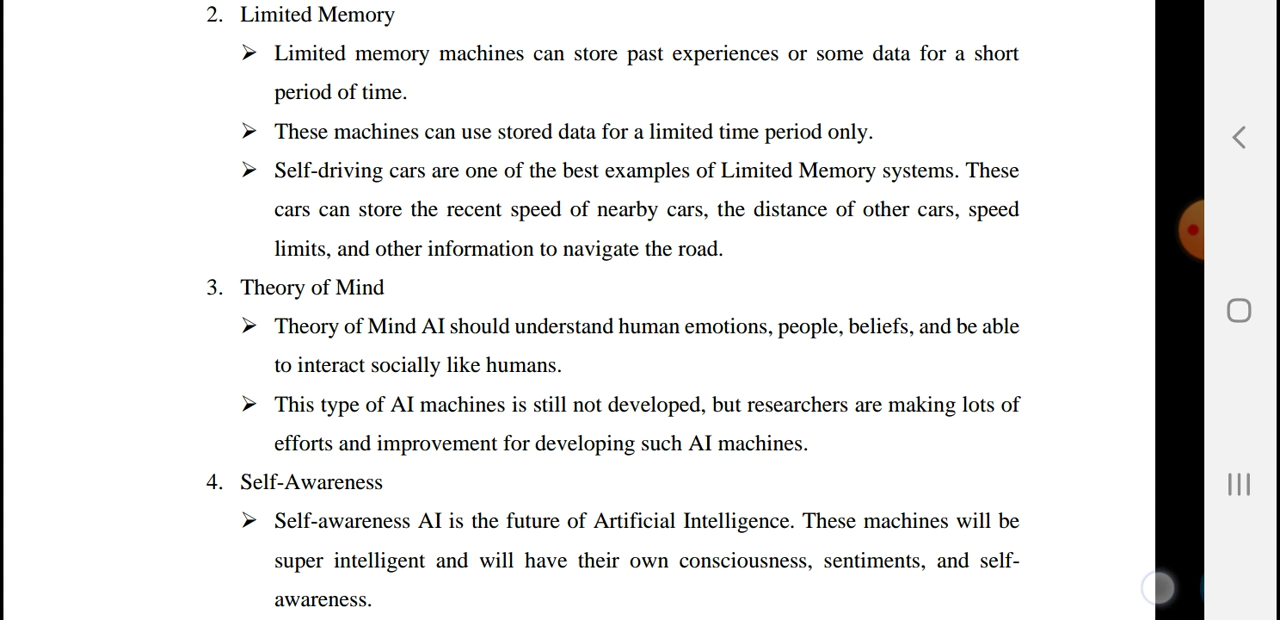 2. Limited Memory
➢ Limited memory machines can store past experiences or some data for a short
period of time.
➢ These machines can use stored data for a limited time period only.
➢ Self-driving cars are one of the best examples of Limited Memory systems. These
cars can store the recent speed of nearby cars, the distance of other cars, speed
limits, and other information to navigate the road.
3. Theory of Mind
➢ Theory of Mind AI should understand human emotions, people, beliefs, and be able
to interact socially like humans.
➢ This type of AI machines is still not developed, but researchers are making lots of
efforts and improvement for developing such AI machines.
4. Self-Awareness
➢ Self-awareness AI is the future of Artificial Intelligence. These machines will be
super intelligent and will have their own consciousness, sentiments, and self-
awareness.